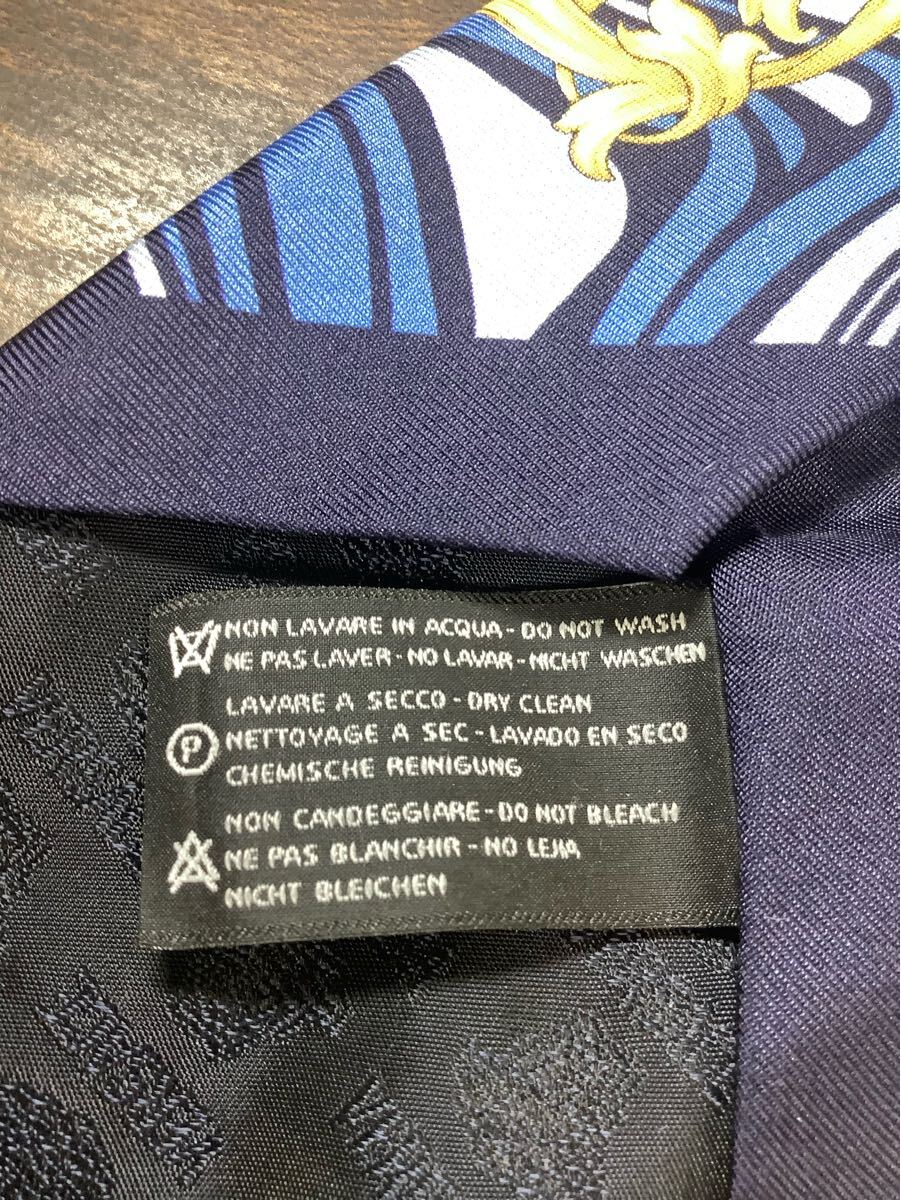 NON LAVARE IN ACQUA - DO NOT WASH
NE PAS LAVER - NO LAVAR - NICHT WASCHEN
LAVARE A SECCO - DRY CLEAN
P
NETTOYAGE A SEC - LAVADO EN SECO
CHEMISCHE REINIGUNG
NON CANDEGGIARE - DO NOT BLEACH
NE PAS BLANCHIR - NO LEJIA
NICHT BLEICHEN